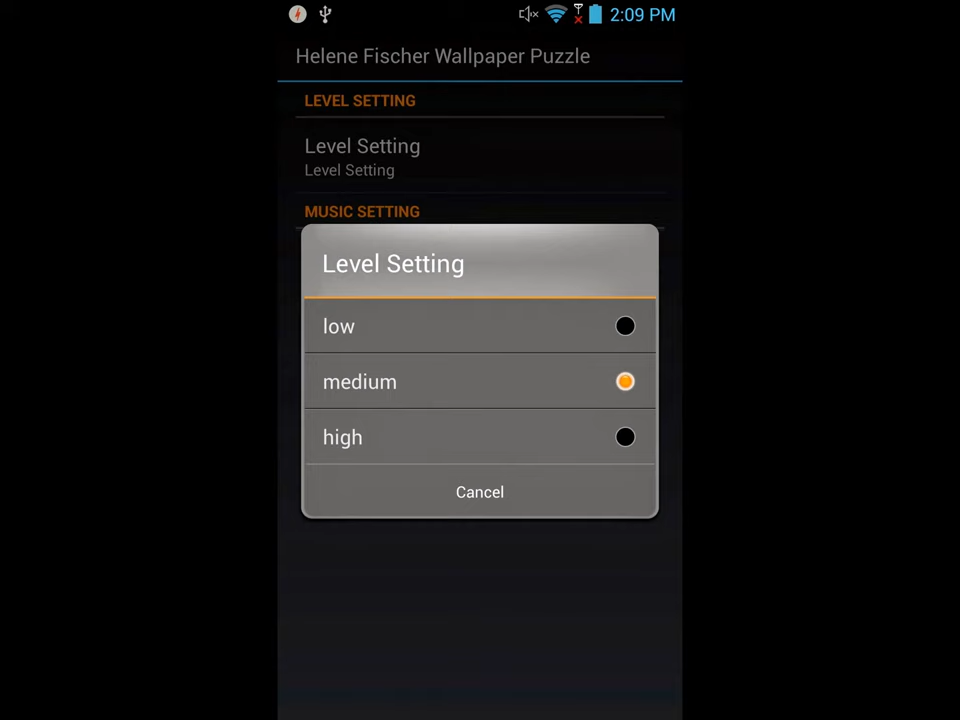 2:09 PM
Helene Fischer Wallpaper Puzzle
LEVEL SETTING
Level Setting
Level Setting
MUSIC SETTING
Level Setting
low
medium
high
Cancel